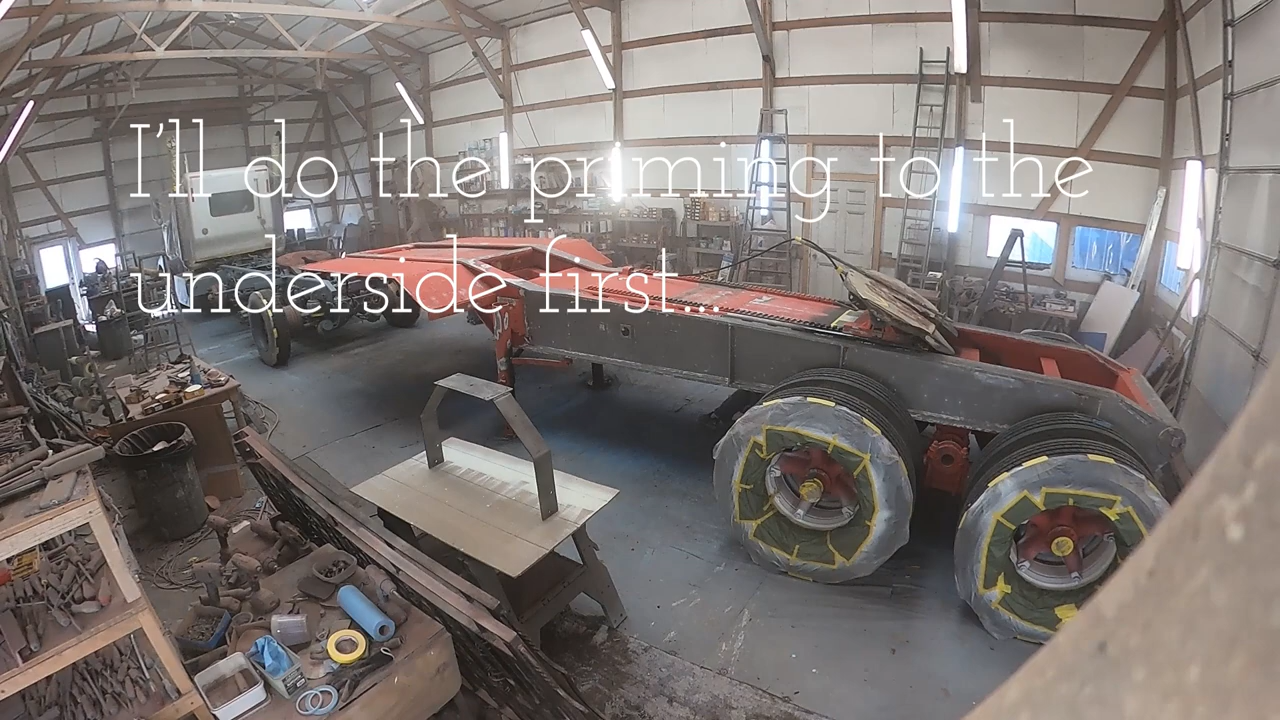 I'll do the priming to the
underside first...